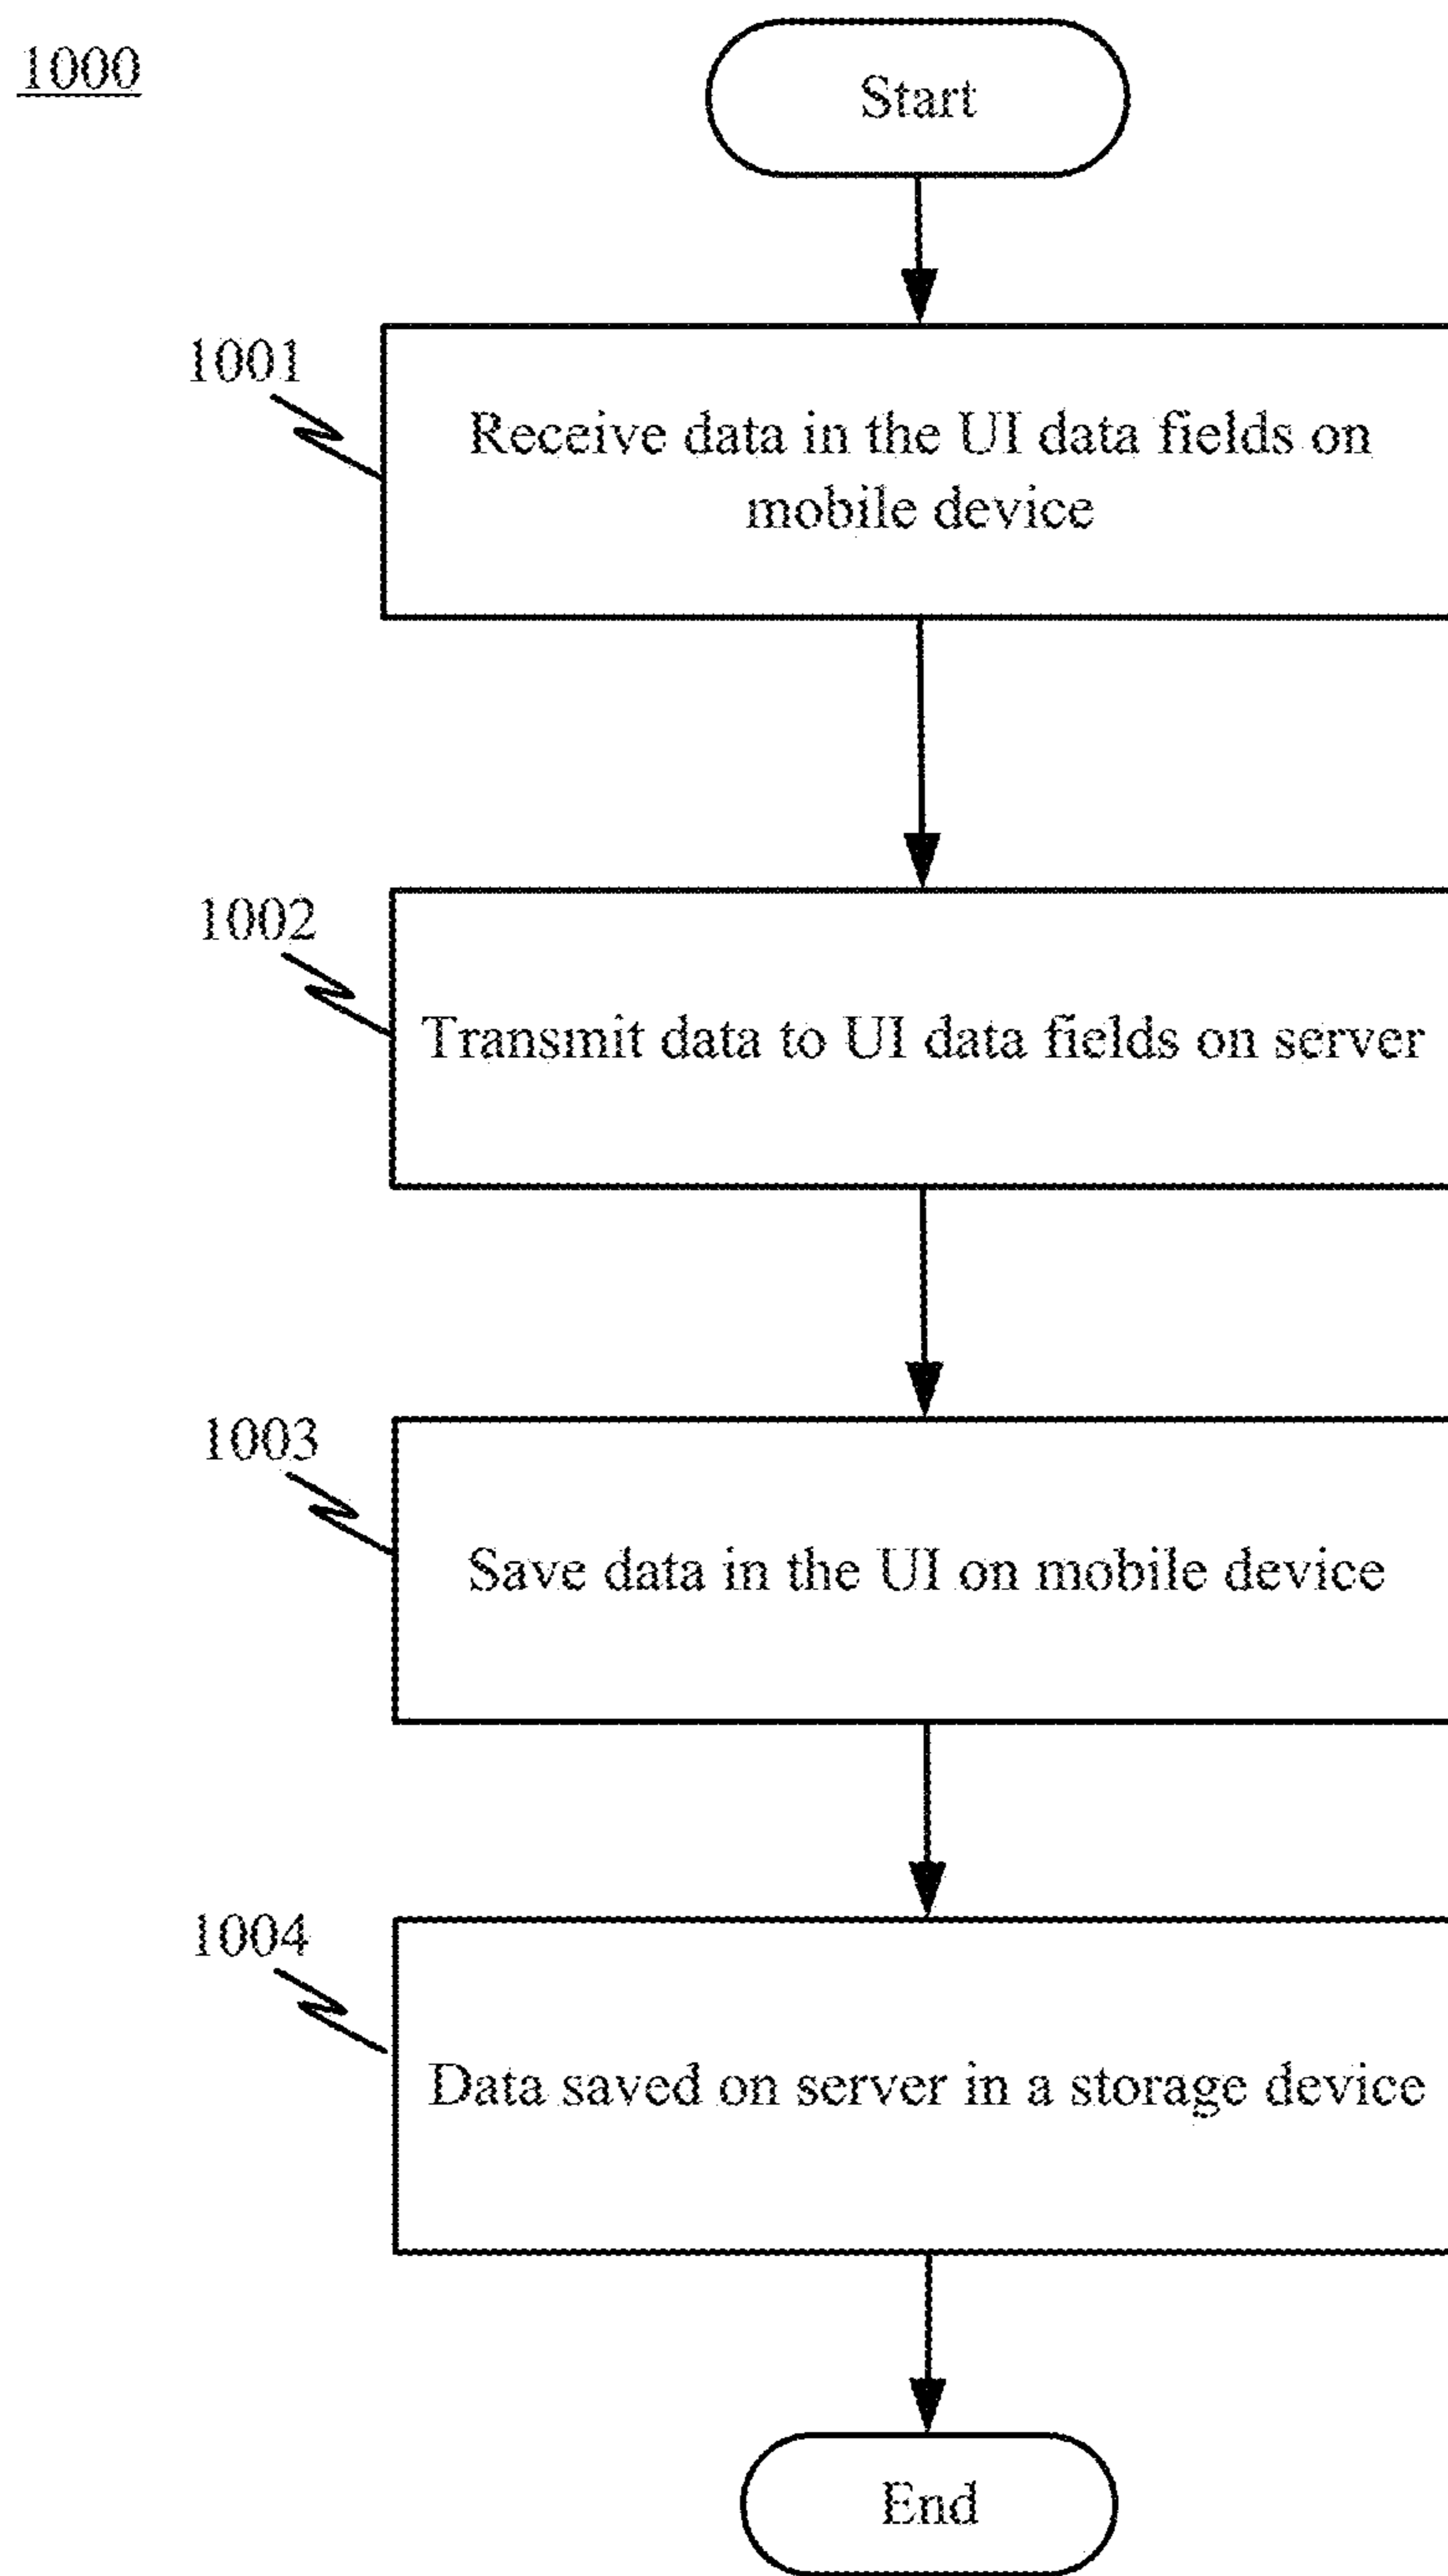 1000
Start
1001
Receive data in the UI data fields on
mobile device
1002
Transmit data to UI data fields on server
1003
Save data in the UI on mobile device
1004
Data saved on server in a storage device
End